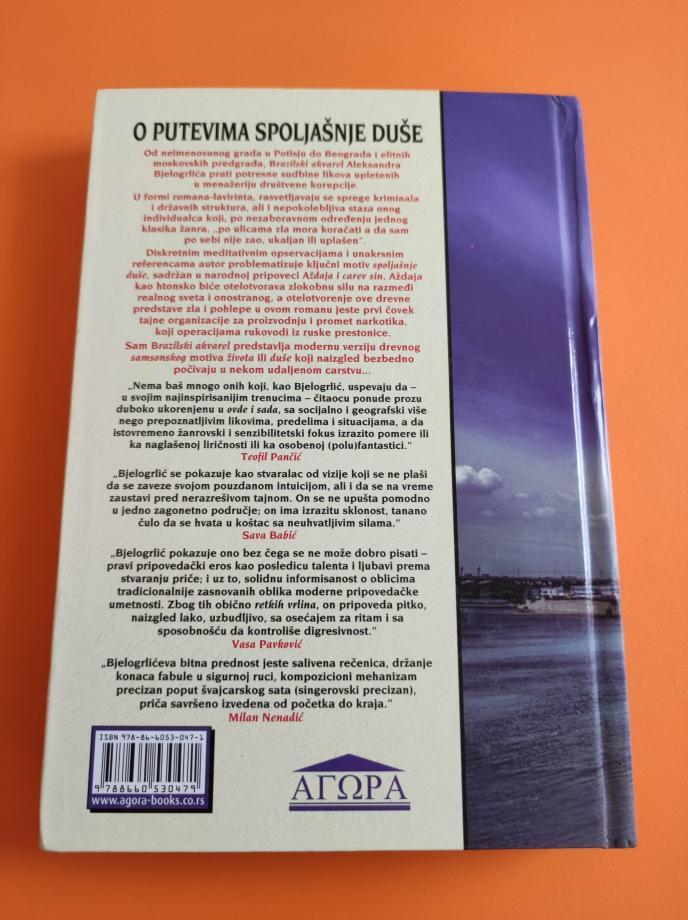 O PUTEVIMA SPOLJAŠNJE DUŠE
Od neimenovanog grada u Potisju do Beograda i elitnih
moskovskih predgrađa, Brazilski akvarel Aleksandra
Bjelogrlića prati potresne sudbine likova upletenih
u menažeriju društvene korupcije.
U formi romana-lavirinta, rasvetljavaju se sprege kriminala
i državnih struktura, ali i nepokolebljiva staza onog
individualca koji, po nezaboravnom određenju jednog
klasika žanra, „po ulicama zla mora koračati a da sam
po sebi nije zao, ukaljan ili uplašen“.
Diskretnim meditativnim opservacijama i unakrsnim
referencama autor problematizuje ključni motiv spoljašnje
duše, sadržan u narodnoj pripoveci Aždaja i carev sin. Aždaja
kao htonsko biće otelotvorava zlokobnu silu na razmeđi
realnog sveta i onostranog, a otelotvorenje ove drevne
predstave zla i pohlepe u ovom romanu jeste prvi čovek
tajne organizacije za proizvodnju i promet narkotika,
koji operacijama rukovodi iz ruske prestonice.
Sam Brazilski akvarel predstavlja modernu verziju drevnog
samsonskog motiva života ili duše koji naizgled bezbedno
počivaju u nekom udaljenom carstvu...
„Nema baš mnogo onih koji, kao Bjelogrlić, uspevaju da –
u svojim najinspirisanijim trenucima – čitaocu ponude prozu
duboko ukorenjenu u ovde i sada, sa socijalno i geografski više
nego prepoznatljivim likovima, predelima i situacijama, a da
istovremeno žanrovski i senzibilitetski fokus izrazito pomere ili
ka naglašenoj liričnosti ili ka osobenoj (polu)fantastici.“
Teofil Pančić
„Bjelogrlić se pokazuje kao stvaralac od vizije koji se ne plaši
da se zaveze svojom pouzdanom intuicijom, ali i da se na vreme
zaustavi pred nerazrešivom tajnom. On se ne upušta pomodno
u jedno zagonetno područje; on ima izrazitu sklonost, tanano
čulo da se hvata u koštac sa neuhvatljivim silama.“
Sava Babić
„Bjelogrlić pokazuje ono bez čega se ne može dobro pisati –
pravi pripovedački eros kao posledicu talenta i ljubavi prema
stvaranju priče; i uz to, solidnu informisanost o oblicima
tradicionalnije zasnovanih oblika moderne pripovedačke
umetnosti. Zbog tih obično retkih vrlina, on pripoveda pitko,
naizgled lako, uzbudljivo, sa osećajem za ritam i sa
sposobnošću da kontroliše digresivnost.“
Vasa Pavković
„Bjelogrlićeva bitna prednost jeste salivena rečenica, držanje
konaca fabule u sigurnoj ruci, kompozicioni mehanizam
precizan poput švajcarskog sata (singerovski precizan),
priča savršeno izvedena od početka do kraja.“
Milan Nenadić
ISBN 978-86-6053-047-1
9788660530479
www.agora-books.co.rs
ΑΓΩΡΑ